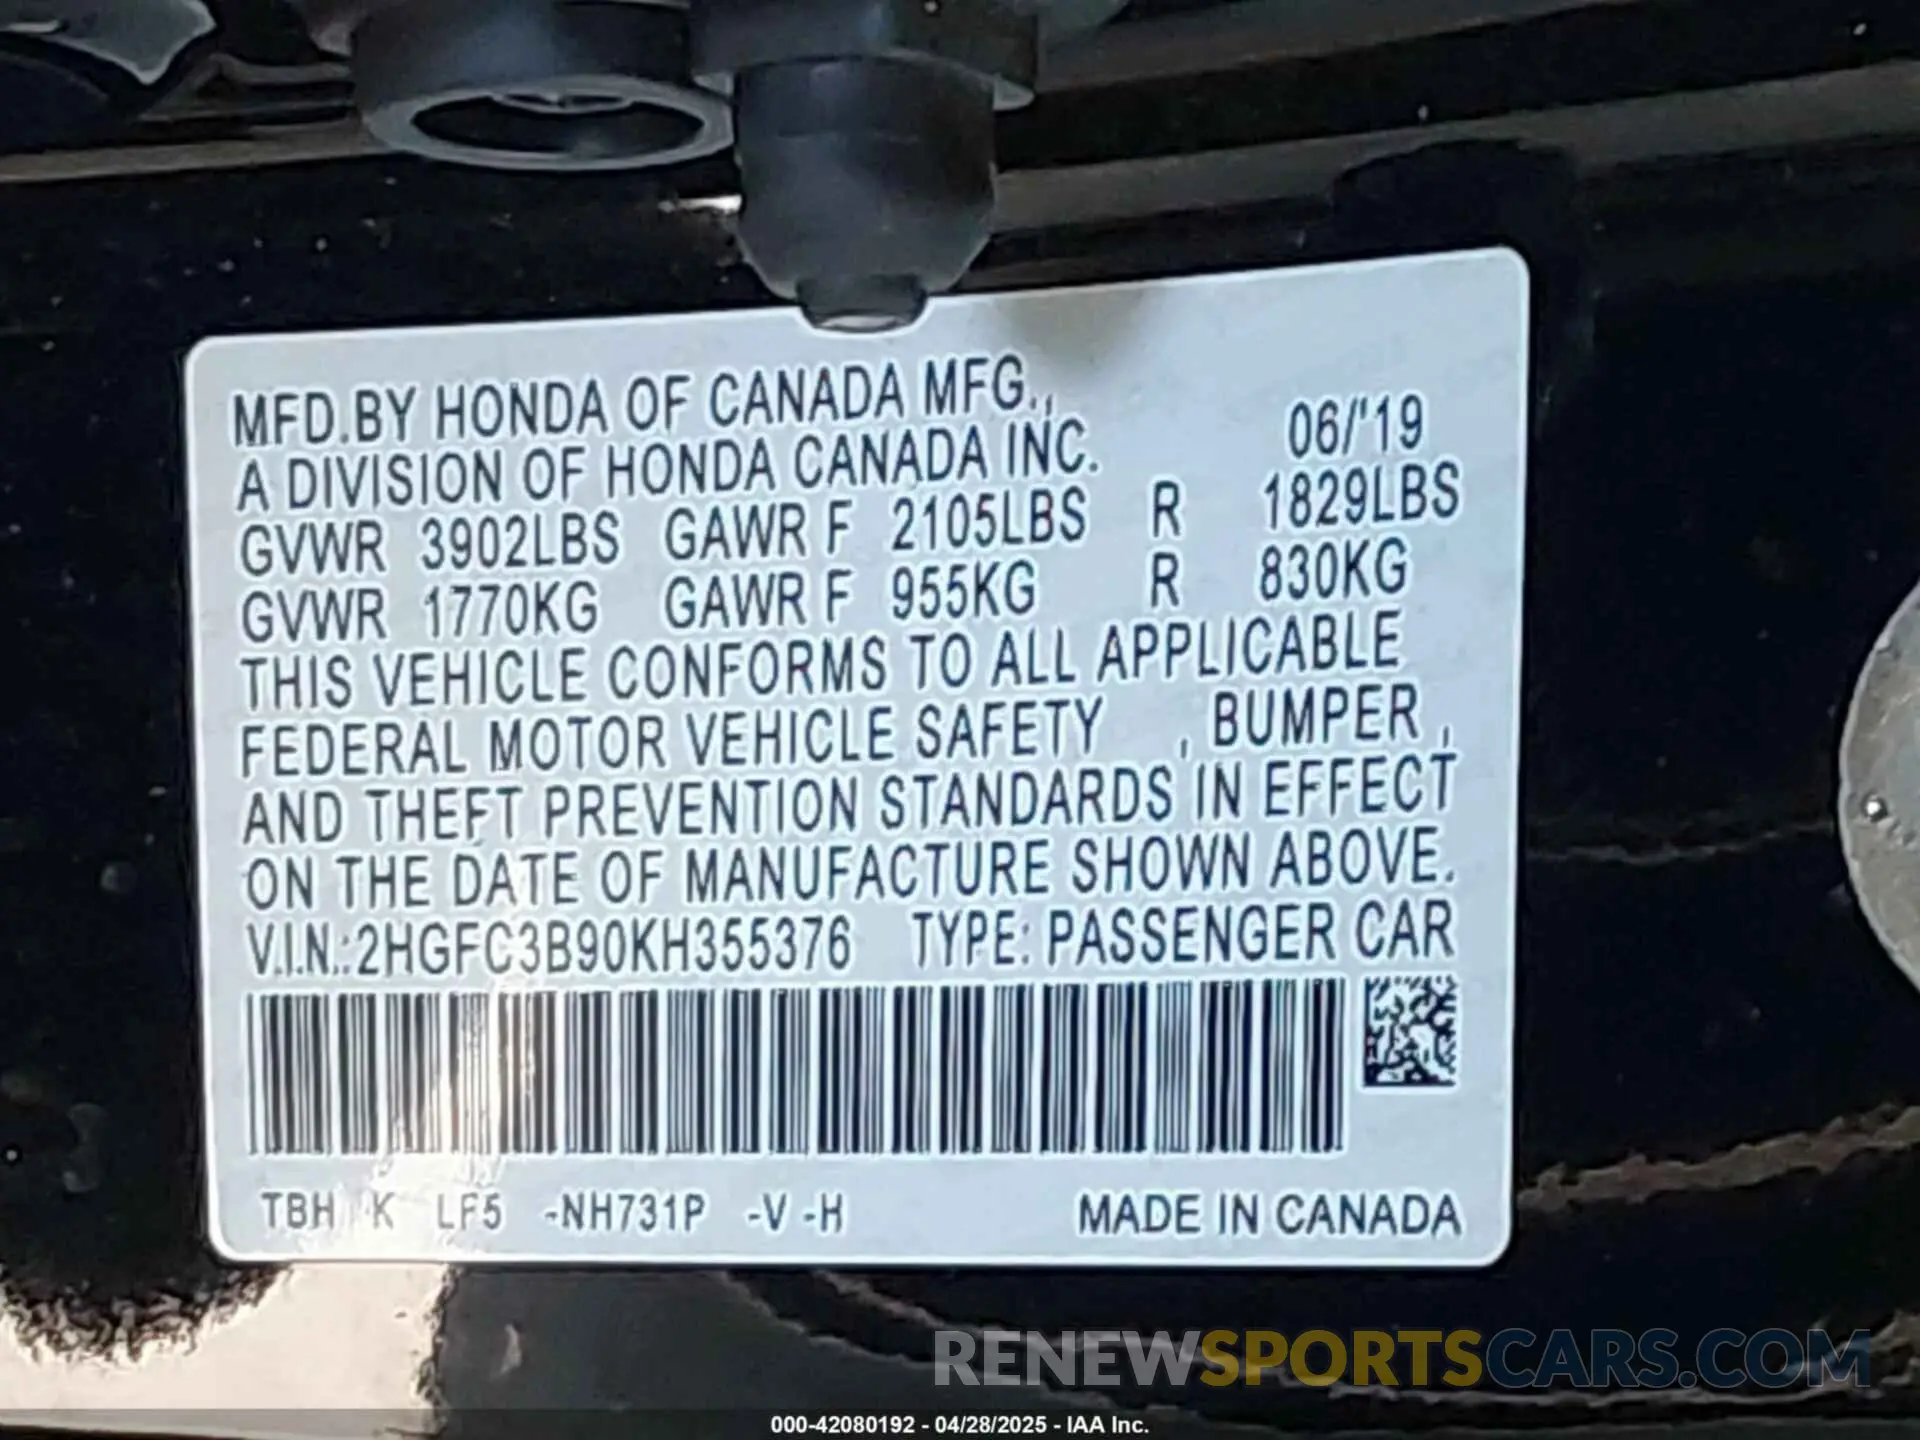 MFD.BY HONDA OF CANADA MFG.,
A DIVISION OF HONDA CANADA INC. 06/'19
GVWR 3902LBS GAWR F 2105LBS R 1829LBS
GVWR 1770KG GAWR F 955KG R 830KG
THIS VEHICLE CONFORMS TO ALL APPLICABLE
FEDERAL MOTOR VEHICLE SAFETY , BUMPER ,
AND THEFT PREVENTION STANDARDS IN EFFECT
ON THE DATE OF MANUFACTURE SHOWN ABOVE.
V.I.N.:2HGFC3B90KH355376 TYPE: PASSENGER CAR
TBH K LF5 -NH731P -V -H MADE IN CANADA
RENEWSPORTSCARS.COM
000-42080192 - 04/28/2025 - IAA Inc.